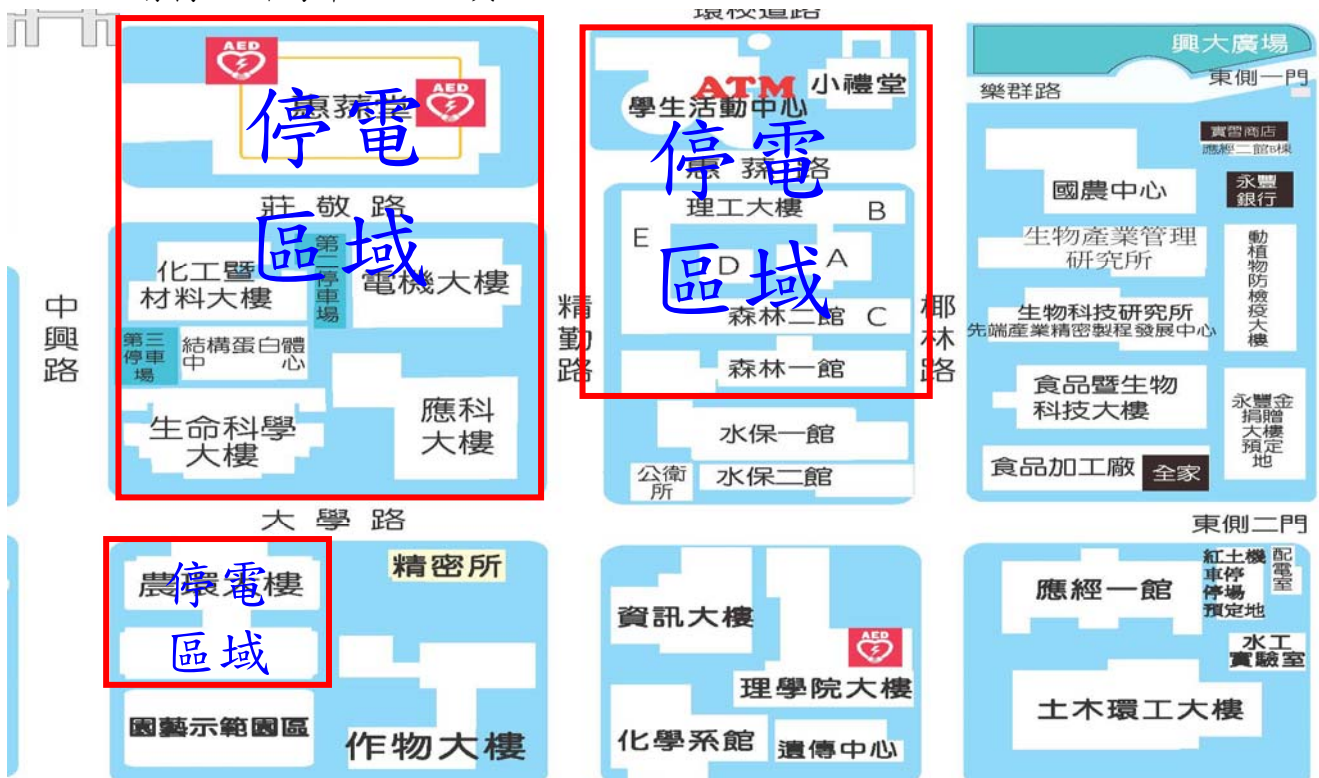 環校道路
AED
AED
惠蓀堂
停電
區域
莊敬路
化工暨
材料大樓
第二停車場
電機大樓
第三
停車
場
結構蛋白體
中心
生命科學
大樓
應科
大樓
中興路
精勤路
ATM
小禮堂
學生活動中心
停電
區域
惠蓀路
理工大樓
B
E
D
A
森林二館
C
森林一館
水保一館
公衛
所
水保二館
椰林路
興大廣場
東側一門
樂群路
實習商店
應經二館B棟
國農中心
永豐
銀行
生物產業管理
研究所
動植物防檢疫大樓
生物科技研究所
先端產業精密製程發展中心
食品暨生物
科技大樓
永豐金
捐贈
大樓
預定
地
食品加工廠
全家
大學路
東側二門
農環大樓
停電
區域
精密所
園藝示範園區
作物大樓
資訊大樓
AED
理學院大樓
化學系館
遺傳中心
應經一館
紅土機
車停
停場
預定地
配電室
水工
實驗室
土木環工大樓